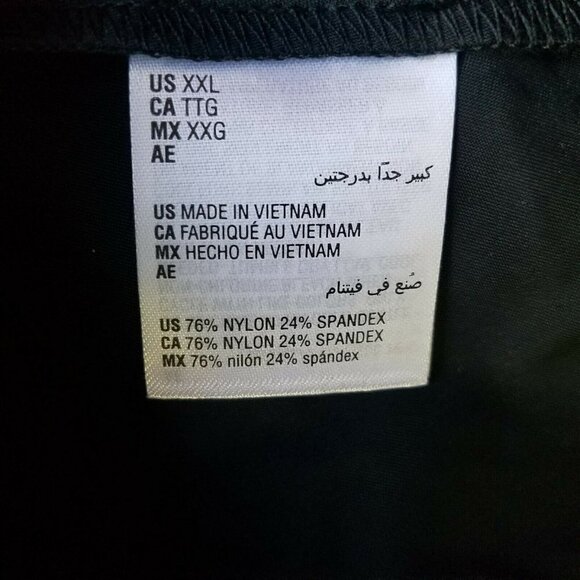 US XXL
CA TTG
MX XXG
AE
كبير جدًا بدرجتين
US MADE IN VIETNAM
CA FABRIQUÉ AU VIETNAM
MX HECHO EN VIETNAM
AE
صُنع في فيتنام
US 76% NYLON 24% SPANDEX
CA 76% NYLON 24% SPANDEX
MX 76% nilón 24% spándex